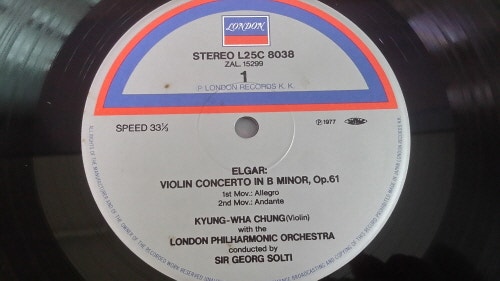 LONDON
STEREO L25C 8038
ZAL. 15299
1
Ⓟ LONDON RECORDS K. K.
SPEED 33⅓
Ⓟ 1977
ELGAR:
VIOLIN CONCERTO IN B MINOR, Op.61
1st Mov.: Allegro
2nd Mov.: Andante
KYUNG-WHA CHUNG(Violin)
with the
LONDON PHILHARMONIC ORCHESTRA
conducted by
SIR GEORG SOLTI